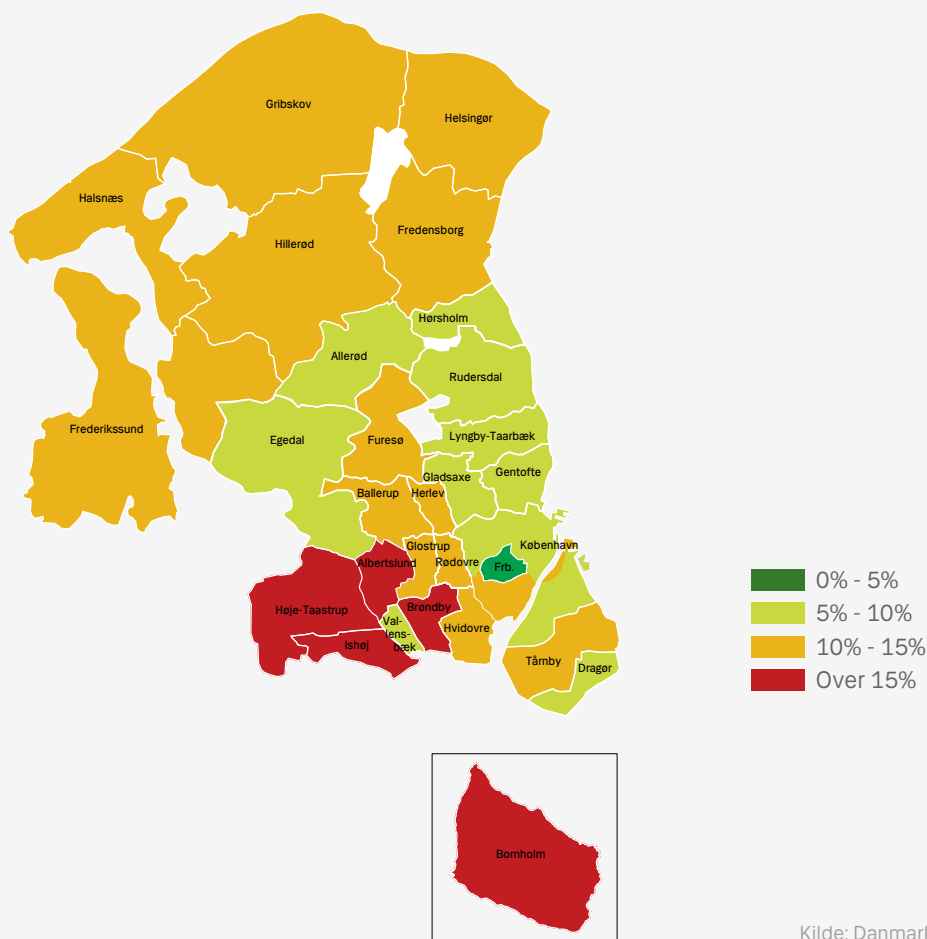 Gribskov
Helsingør
Halsnæs
Fredensborg
Hillerød
Hørsholm
Allerød
Rudersdal
Frederikssund
Egedal
Furesø
Lyngby-Taarbæk
Gladsaxe
Gentofte
Ballerup
Herlev
Glostrup
København
Albertslund
Rødovre
Frb.
Høje-Taastrup
Brøndby
Val-
lens-
bæk
Hvidovre
Ishøj
Tårnby
Dragør
0% - 5%
5% - 10%
10% - 15%
Over 15%
Bornholm
Kilde: Danmark